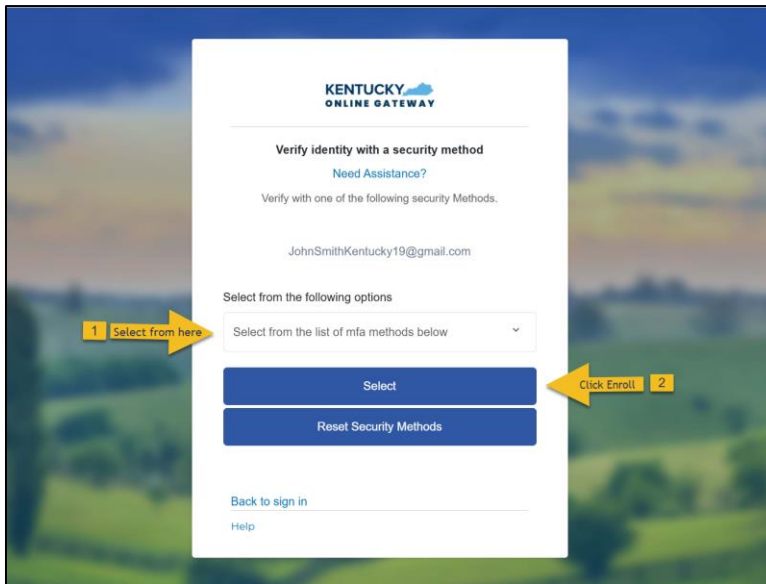 KENTUCKY
ONLINE GATEWAY
Verify identity with a security method
Need Assistance?
Verify with one of the following security Methods.
JohnSmithKentucky19@gmail.com
Select from the following options
1 Select from here
Select from the list of mfa methods below
Select
Click Enroll 2
Reset Security Methods
Back to sign in
Help